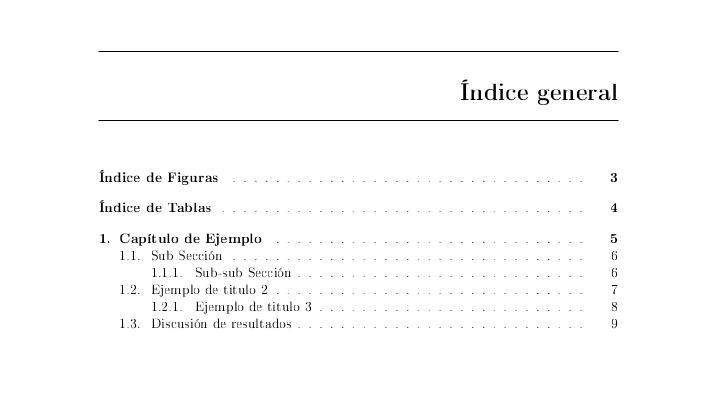 Índice general
Índice de Figuras . . . . . . . . . . . . . . . . . . . . . . . . . . . . . . . . . 3
Índice de Tablas . . . . . . . . . . . . . . . . . . . . . . . . . . . . . . . . . . 4
1. Capítulo de Ejemplo . . . . . . . . . . . . . . . . . . . . . . . . . . . . . 5
1.1. Sub Sección . . . . . . . . . . . . . . . . . . . . . . . . . . . . . . . . . 6
1.1.1. Sub-sub Sección . . . . . . . . . . . . . . . . . . . . . . . . . . . 6
1.2. Ejemplo de titulo 2 . . . . . . . . . . . . . . . . . . . . . . . . . . . . . 7
1.2.1. Ejemplo de titulo 3 . . . . . . . . . . . . . . . . . . . . . . . . . 8
1.3. Discusión de resultados . . . . . . . . . . . . . . . . . . . . . . . . . . . 9